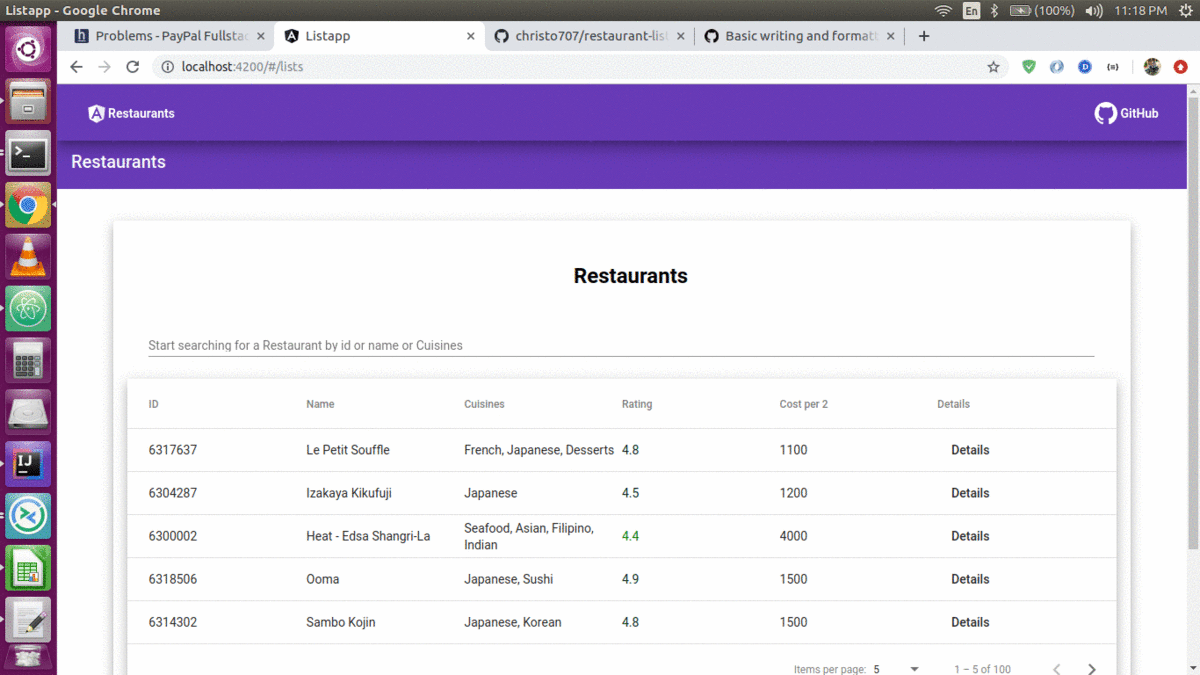 Listapp - Google Chrome
En
(100%)
11:18 PM
Problems - PayPal Fullsta
Listapp
christo707/restaurant-lis
Basic writing and formatt
localhost:4200/#/lists
Restaurants
GitHub
Restaurants
Restaurants
Start searching for a Restaurant by id or name or Cuisines
ID Name Cuisines Rating Cost per 2 Details
6317637 Le Petit Souffle French, Japanese, Desserts 4.8 1100 Details
6304287 Izakaya Kikufuji Japanese 4.5 1200 Details
6300002 Heat - Edsa Shangri-La Seafood, Asian, Filipino, 4.4 4000 Details
Indian
6318506 Ooma Japanese, Sushi 4.9 1500 Details
6314302 Sambo Kojin Japanese, Korean 4.8 1500 Details
Items per page: 5 1 – 5 of 100